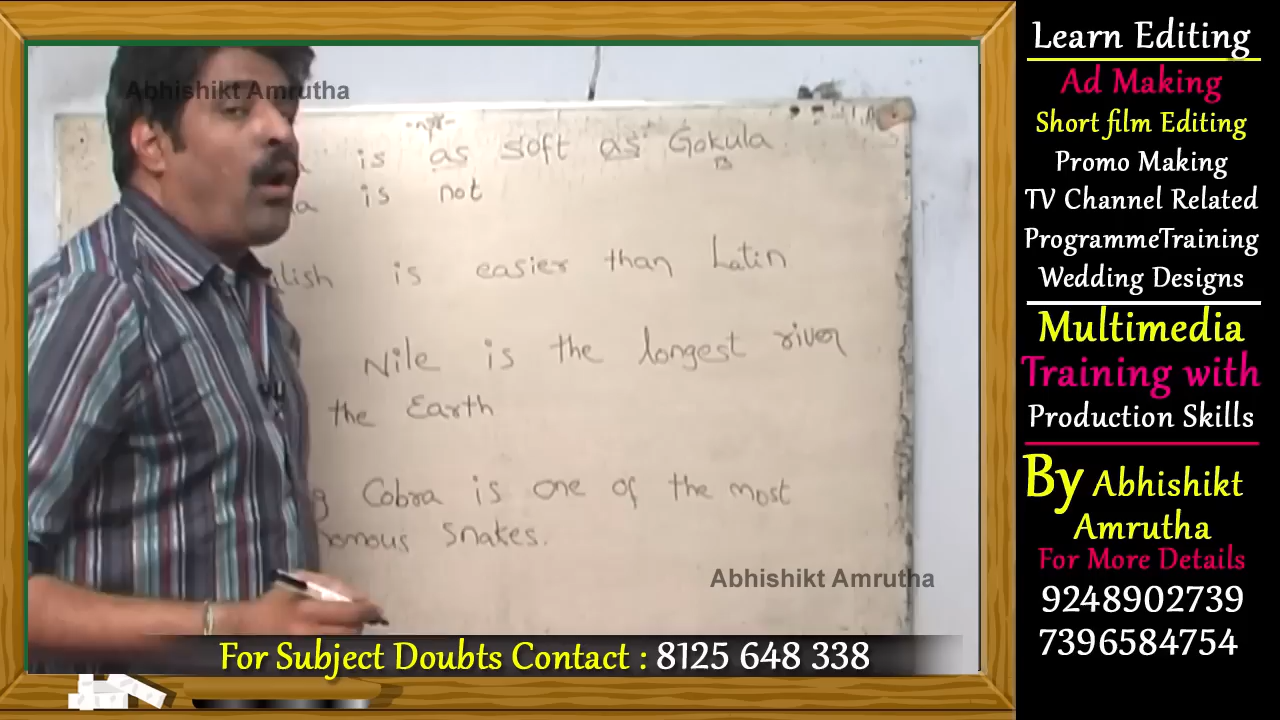 Abhishikt Amrutha
is as soft as Gokula
B
is not
is easier than Latin
Nile is the longest river
the Earth
Cobra is one of the most
snakes.
Abhishikt Amrutha
For Subject Doubts Contact : 8125 648 338
Learn Editing
Ad Making
Short film Editing
Promo Making
TV Channel Related
ProgrammeTraining
Wedding Designs
Multimedia
Training with
Production Skills
By Abhishikt
Amrutha
For More Details
9248902739
7396584754